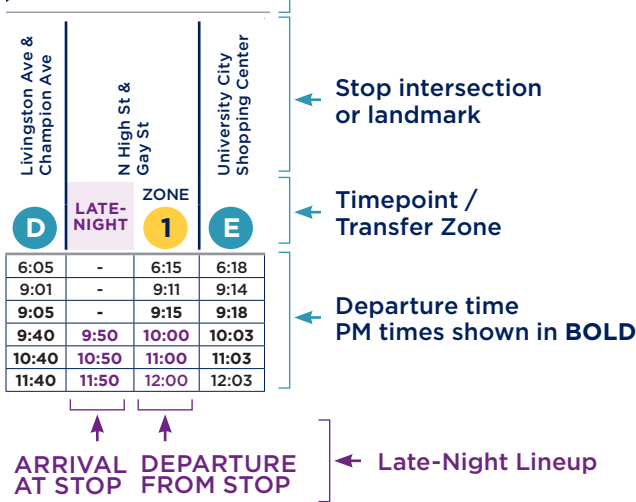 Livingston Ave &
Champion Ave
N High St &
Gay St
University City
Shopping Center
Stop intersection
or landmark
D
LATE-
NIGHT
ZONE
1
E
Timepoint /
Transfer Zone
6:05 - 6:15 6:18
9:01 - 9:11 9:14
9:05 - 9:15 9:18
9:40 9:50 10:00 10:03
10:40 10:50 11:00 11:03
11:40 11:50 12:00 12:03
Departure time
PM times shown in BOLD
ARRIVAL
AT STOP
DEPARTURE
FROM STOP
Late-Night Lineup